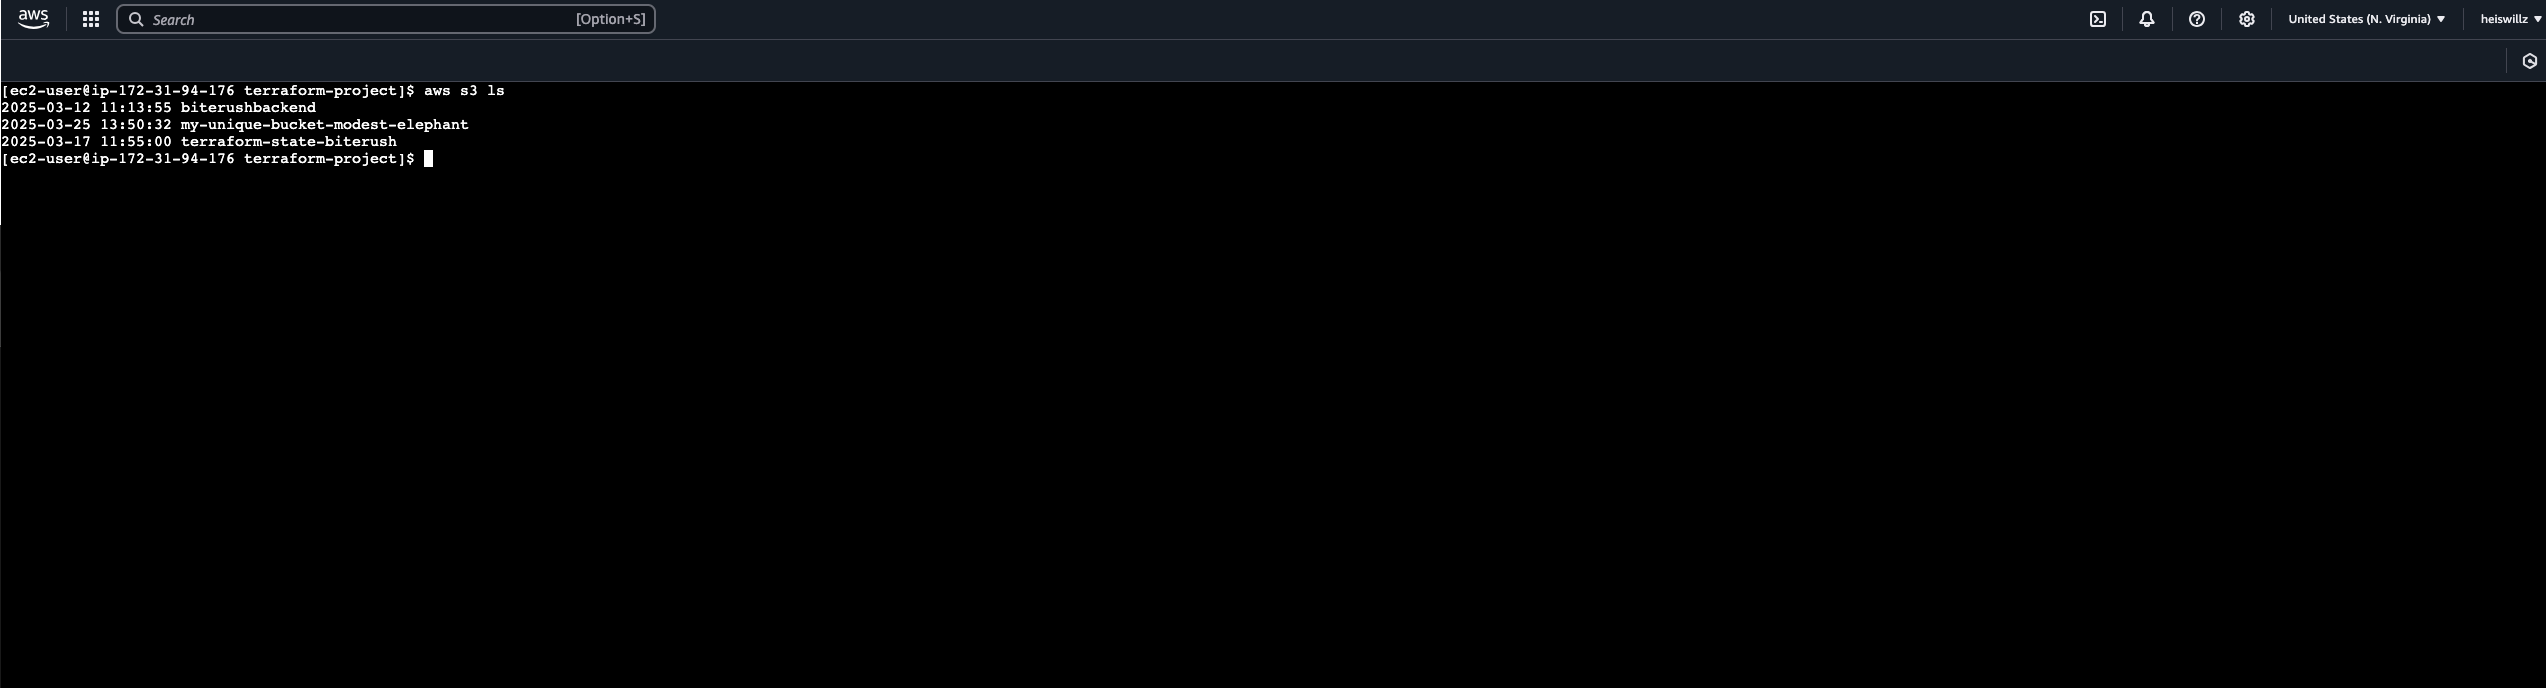 aws
Search [Option+S]
United States (N. Virginia)
heiswillz
[ec2-user@ip-172-31-94-176 terraform-project]$ aws s3 ls
2025-03-12 11:13:55 biterushbackend
2025-03-25 13:50:32 my-unique-bucket-modest-elephant
2025-03-17 11:55:00 terraform-state-biterush
[ec2-user@ip-172-31-94-176 terraform-project]$